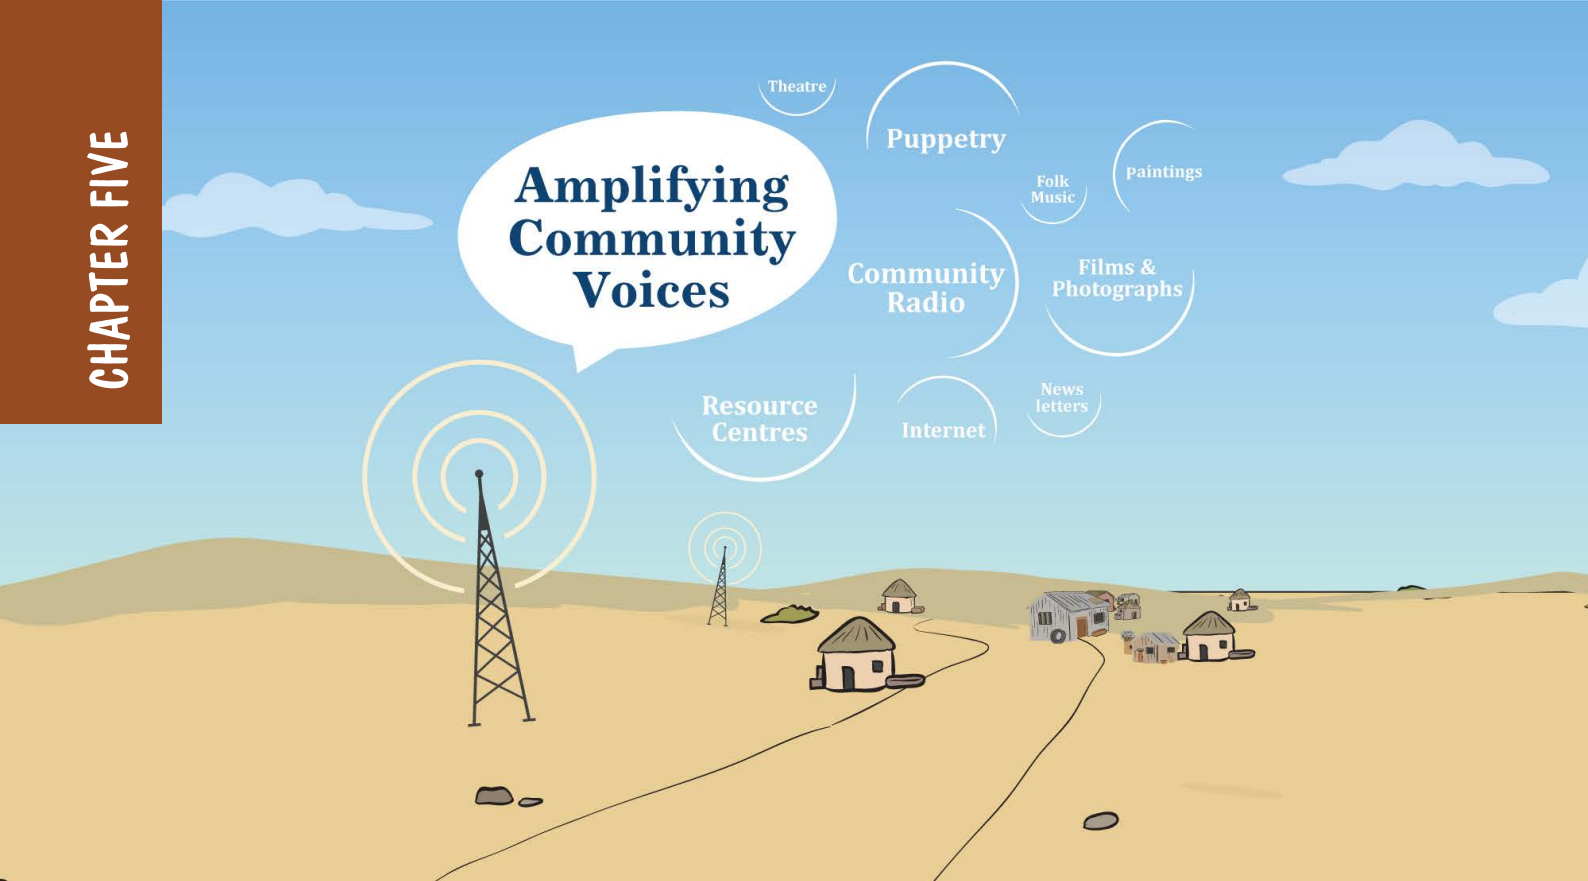 CHAPTER FIVE
Amplifying
Community
Voices
Theatre
Puppetry
Folk
Music
Paintings
Community
Radio
Films &
Photographs
Resource
Centres
Internet
News
letters